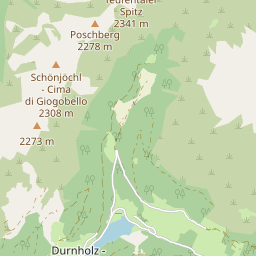 Teufentaler
Spitz
2341 m
Poschberg
2278 m
Schönjöchl
- Cima
di Giogobello
2308 m
2273 m
Durnholz -